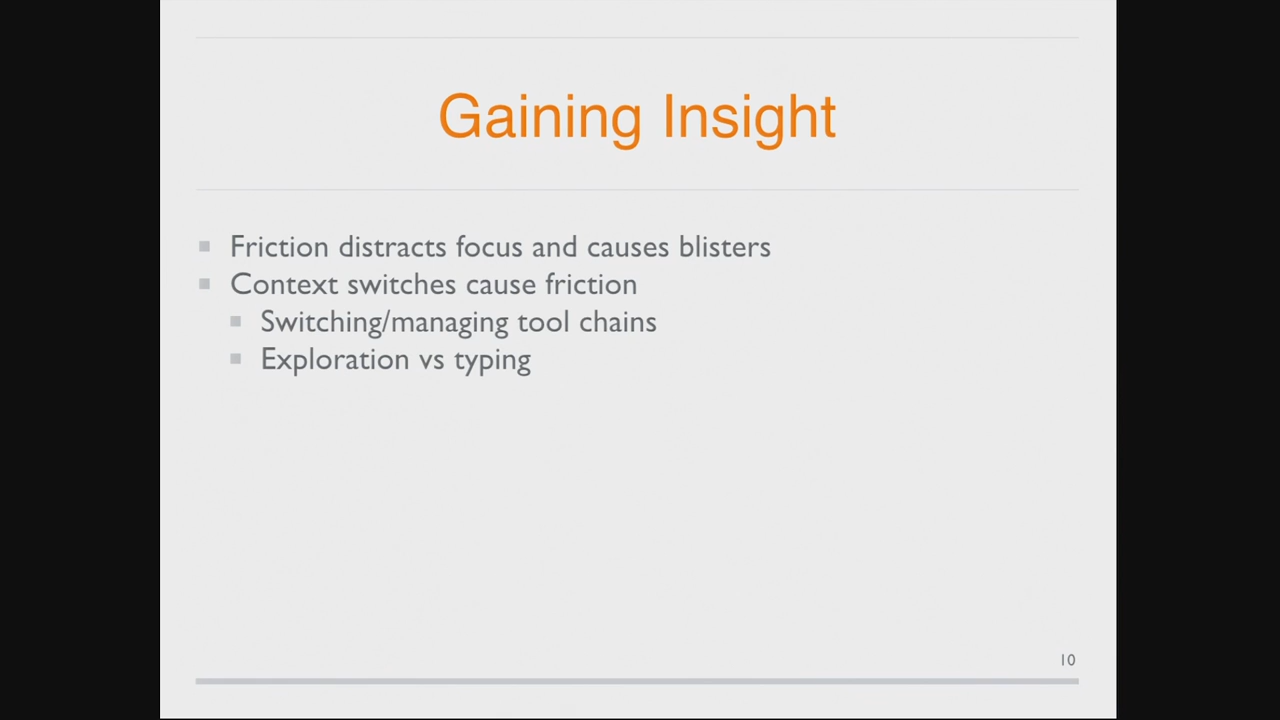 Gaining Insight
Friction distracts focus and causes blisters
Context switches cause friction
Switching/managing tool chains
Exploration vs typing
10